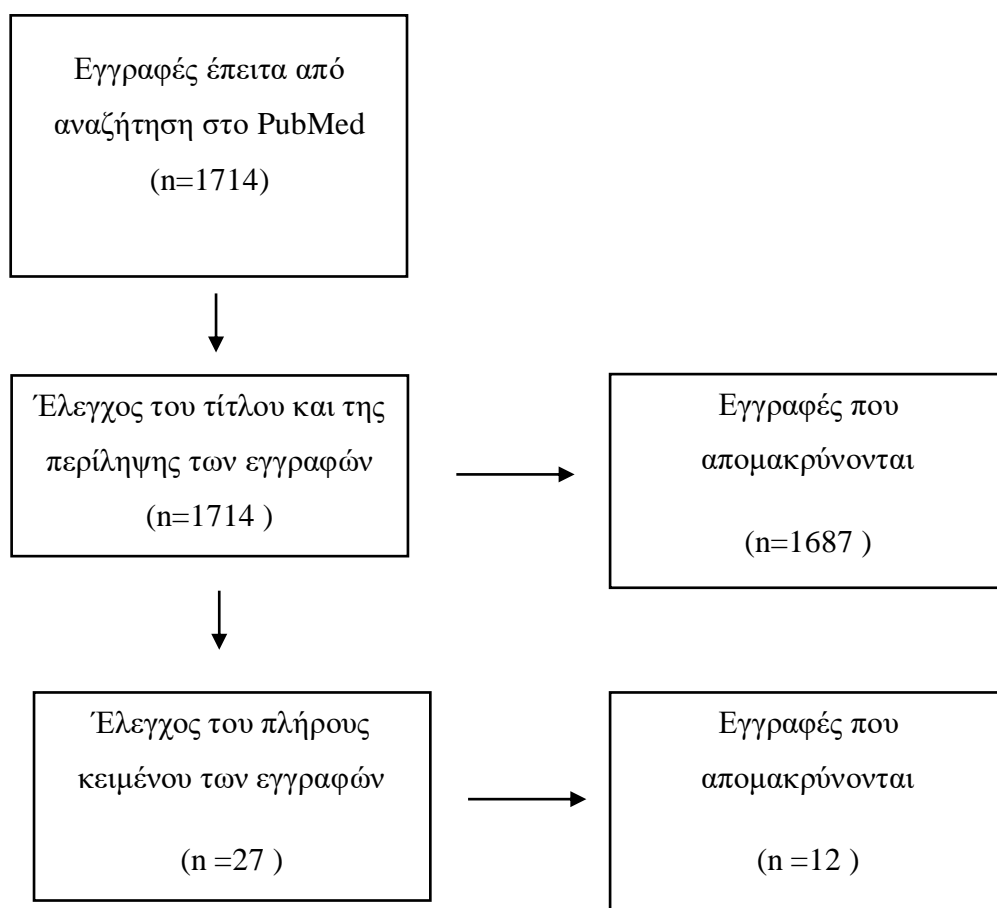 Εγγραφές έπειτα από
αναζήτηση στο PubMed
(n=1714)
Έλεγχος του τίτλου και της
περίληψης των εγγραφών
(n=1714 )
Εγγραφές που
απομακρύνονται
(n=1687 )
Έλεγχος του πλήρους
κειμένου των εγγραφών
(n =27 )
Εγγραφές που
απομακρύνονται
(n =12 )